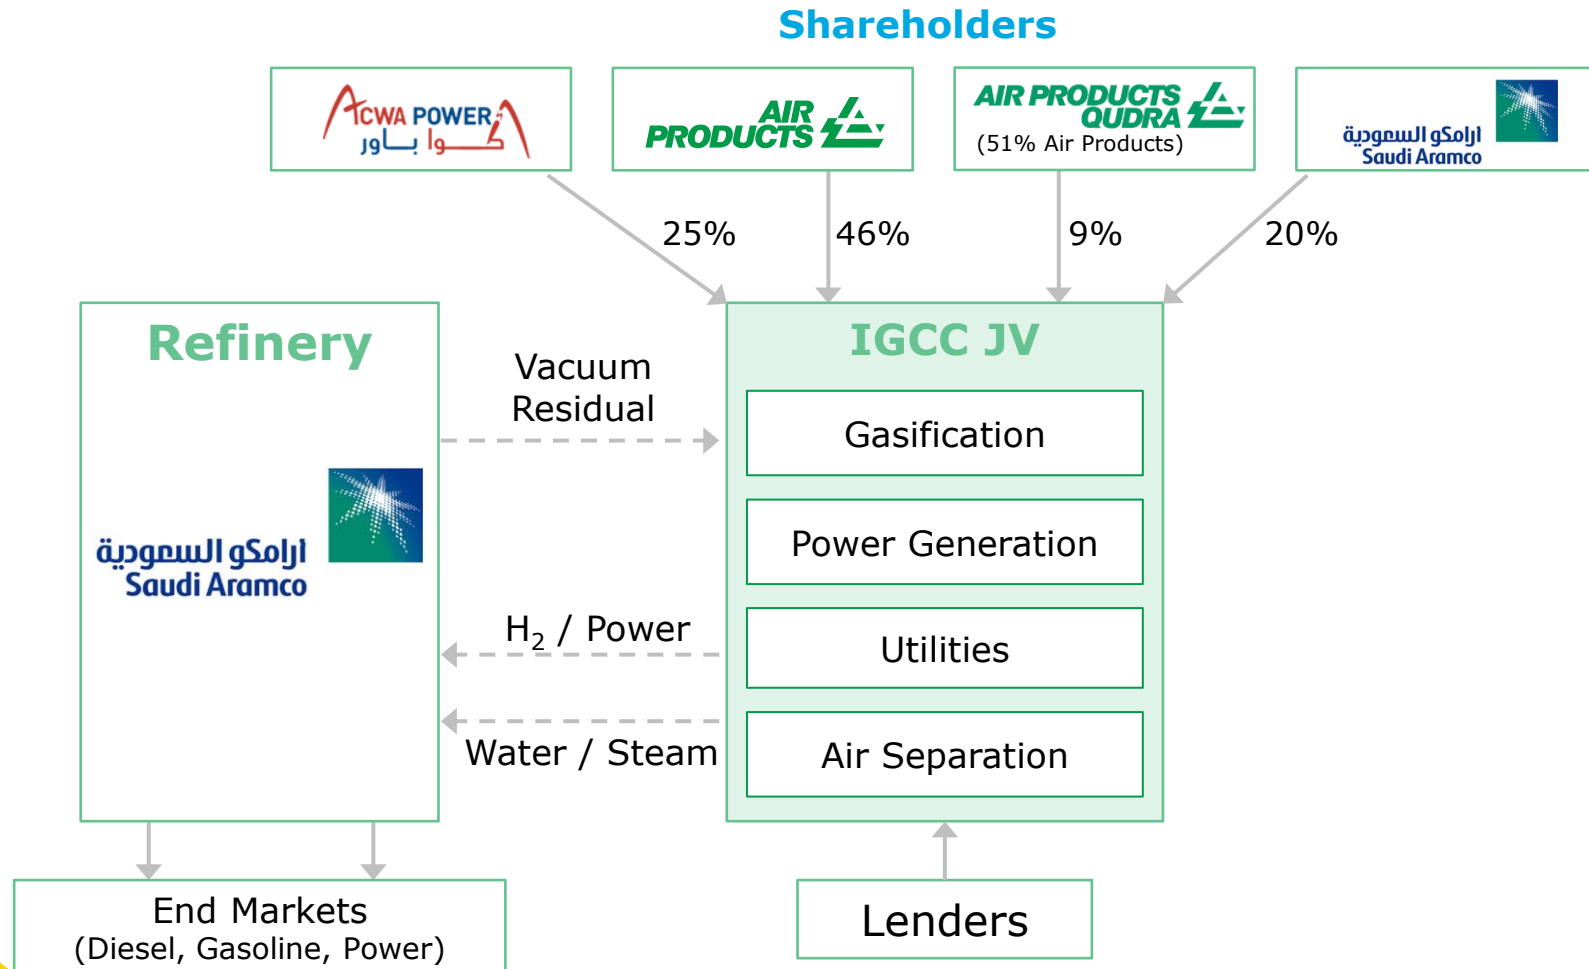 Shareholders
ACWA POWER
أكوا باور
AIR
PRODUCTS
AIR PRODUCTS
QUDRA
(51% Air Products)
أرامكو السعودية
Saudi Aramco
25%
46%
9%
20%
Refinery
أرامكو السعودية
Saudi Aramco
Vacuum
Residual
H₂ / Power
Water / Steam
IGCC JV
Gasification
Power Generation
Utilities
Air Separation
End Markets
(Diesel, Gasoline, Power)
Lenders